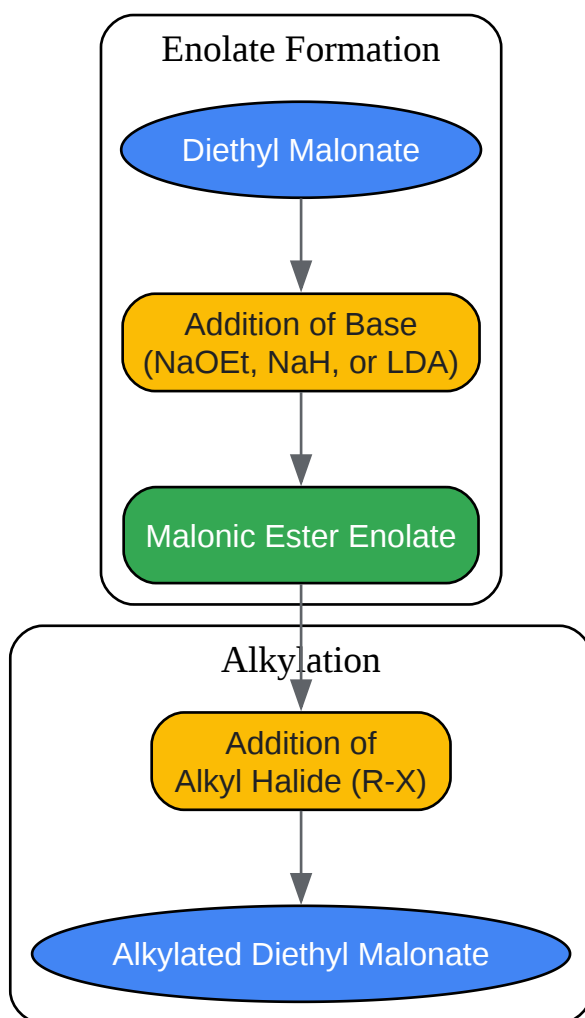 Enolate Formation
Diethyl Malonate
Addition of Base
(NaOEt, NaH, or LDA)
Malonic Ester Enolate
Alkylation
Addition of
Alkyl Halide (R-X)
Alkylated Diethyl Malonate